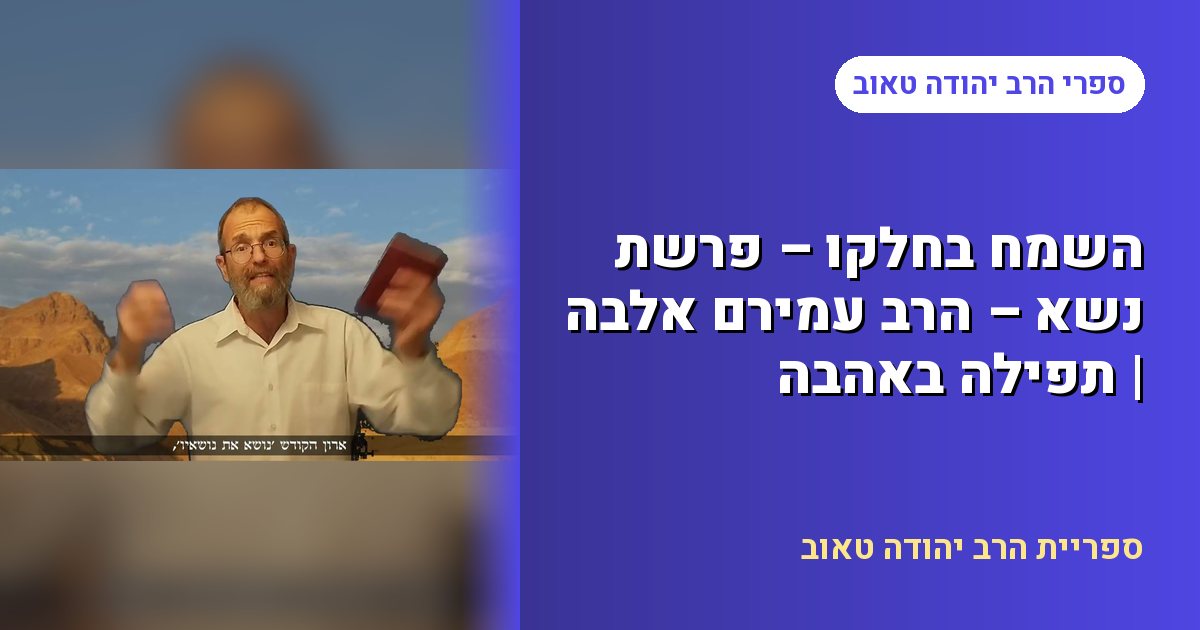 ספרי הרב יהודה טאוב
השמח בחלקו – פרשת
נשא – הרב עמירם אלבה
| תפילה באהבה
ארון הקודש 'נושא את נושאיו',
ספריית הרב יהודה טאוב